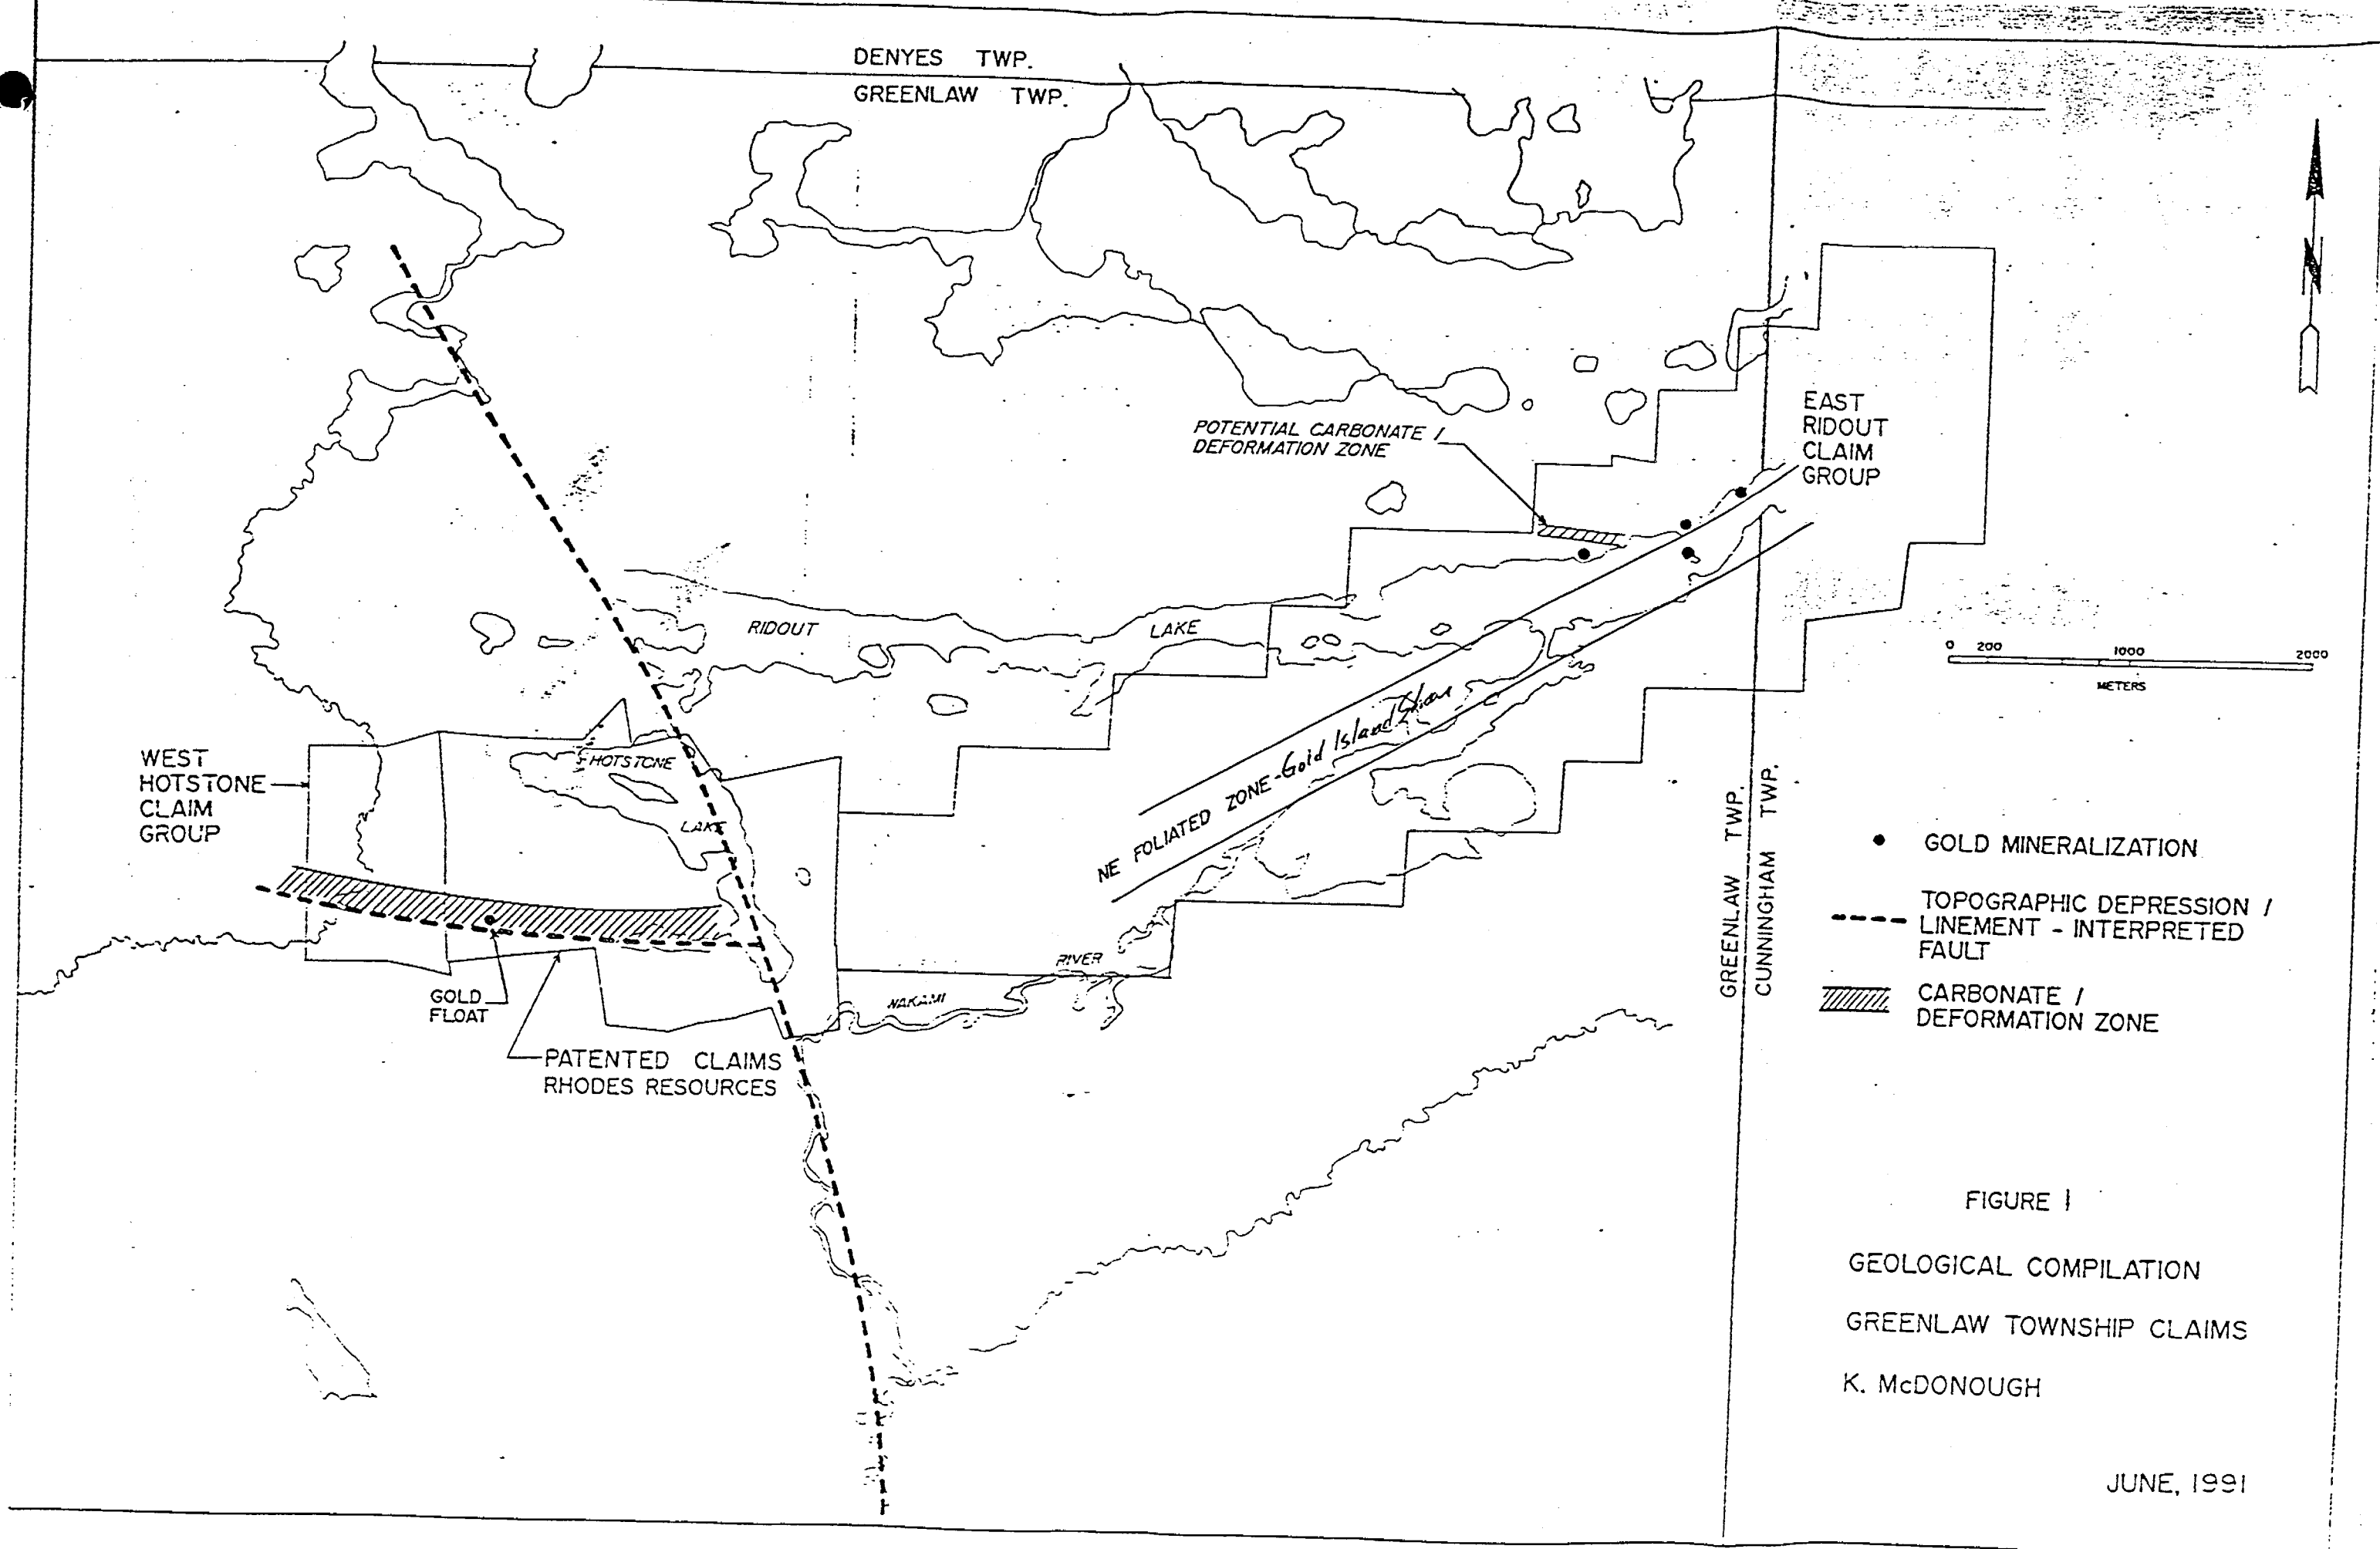 DENYES TWP.
GREENLAW TWP.
N
POTENTIAL CARBONATE /
DEFORMATION ZONE
EAST
RIDOUT
CLAIM
GROUP
RIDOUT LAKE
0 200 1000 2000
METERS
WEST
HOTSTONE
CLAIM
GROUP
HOTSTONE
LAKE
NE FOLIATED ZONE - Gold Island Shear
GREENLAW TWP.
CUNNINGHAM TWP.
GOLD MINERALIZATION
TOPOGRAPHIC DEPRESSION /
LINEMENT - INTERPRETED
FAULT
CARBONATE /
DEFORMATION ZONE
GOLD
FLOAT
PATENTED CLAIMS
RHODES RESOURCES
WAKAMI RIVER
FIGURE 1
GEOLOGICAL COMPILATION
GREENLAW TOWNSHIP CLAIMS
K. McDONOUGH
JUNE, 1991